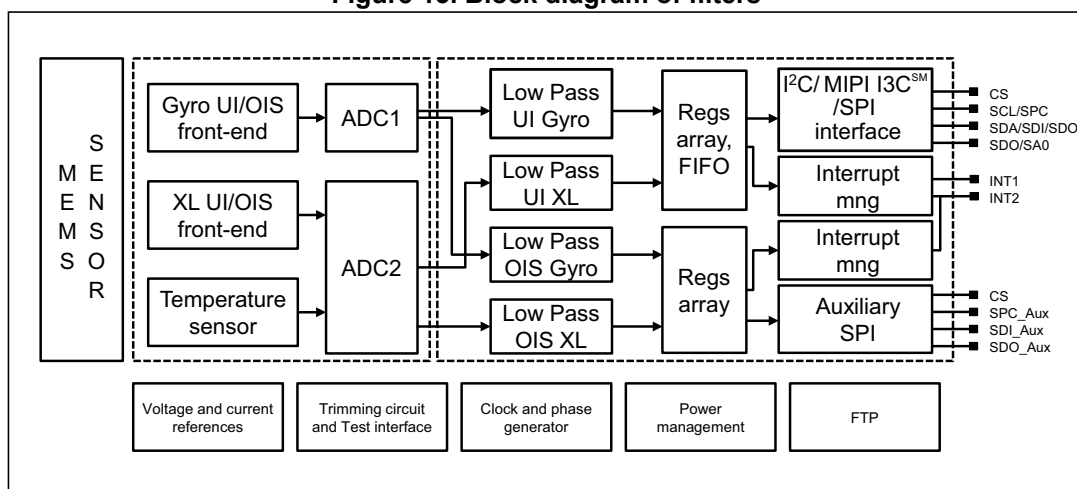 Figure Block diagram of filters
MEMS
SENSOR
Gyro UI/OIS
front-end
XL UI/OIS
front-end
Temperature
sensor
ADC1
ADC2
Low Pass
UI Gyro
Low Pass
UI XL
Low Pass
OIS Gyro
Low Pass
OIS XL
Regs
array,
FIFO
Regs
array
I²C/ MIPI I3C℠
/SPI
interface
Interrupt
mng
Interrupt
mng
Auxiliary
SPI
CS
SCL/SPC
SDA/SDI/SDO
SDO/SA0
INT1
INT2
CS
SPC_Aux
SDI_Aux
SDO_Aux
Voltage and current
references
Trimming circuit
and Test interface
Clock and phase
generator
Power
management
FTP